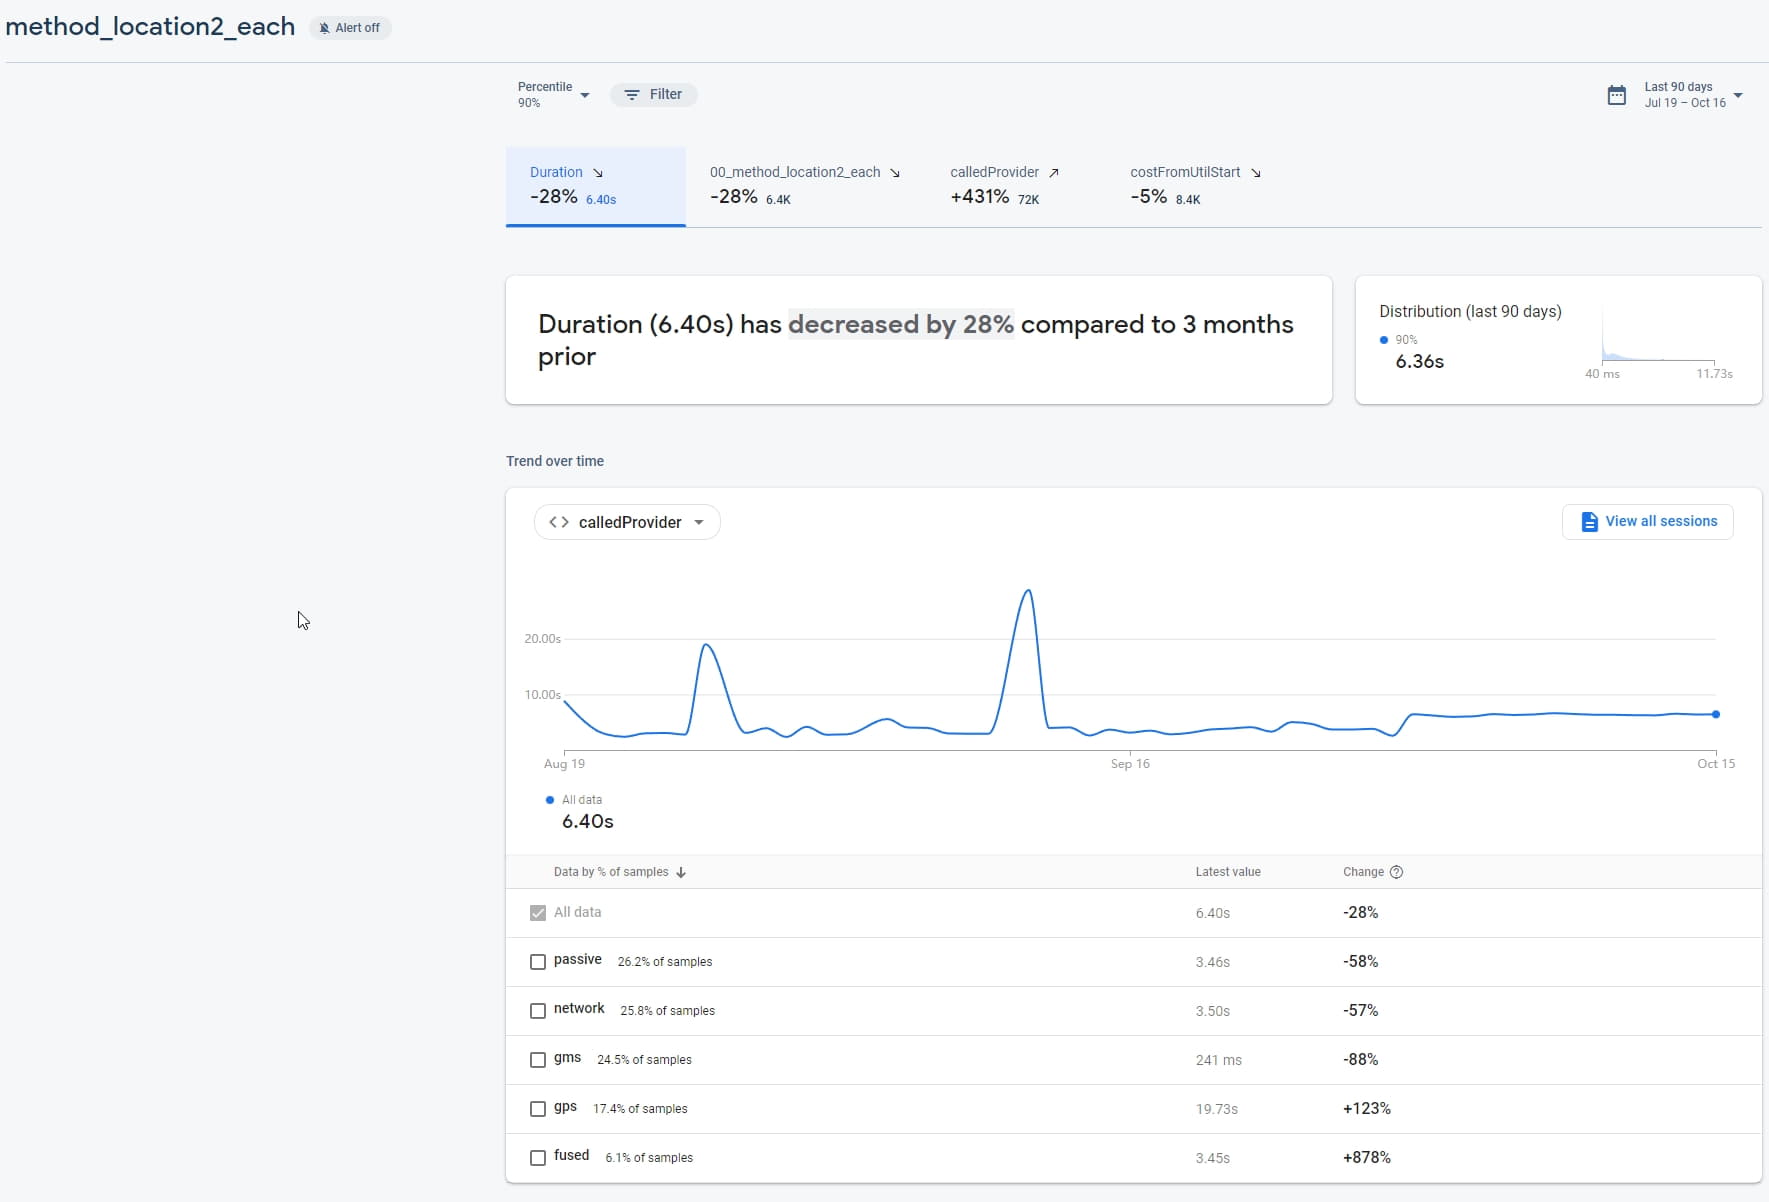 method_location2_each Alert off
Percentile
90%
Filter
Last 90 days
Jul 19 – Oct 16
Duration
-28% 6.40s
00_method_location2_each
-28% 6.4K
calledProvider
+431% 72K
costFromUtilStart
-5% 8.4K
Duration (6.40s) has decreased by 28% compared to 3 months
prior
Distribution (last 90 days)
90%
6.36s
40 ms 11.73s
Trend over time
<> calledProvider
View all sessions
20.00s
10.00s
Aug 19 Sep 16 Oct 15
All data
6.40s
Data by % of samples Latest value Change
All data 6.40s -28%
passive 26.2% of samples 3.46s -58%
network 25.8% of samples 3.50s -57%
gms 24.5% of samples 241 ms -88%
gps 17.4% of samples 19.73s +123%
fused 6.1% of samples 3.45s +878%